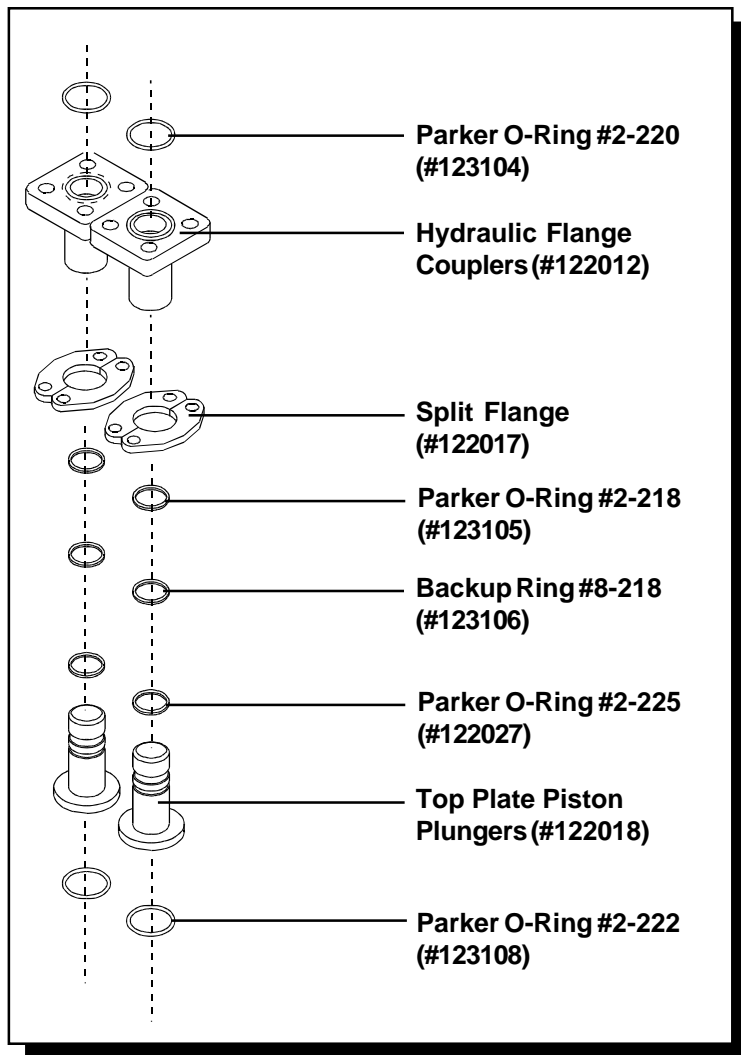 Parker O-Ring #2-220
(#123104)
Hydraulic Flange
Couplers (#122012)
Split Flange
(#122017)
Parker O-Ring #2-218
(#123105)
Backup Ring #8-218
(#123106)
Parker O-Ring #2-225
(#122027)
Top Plate Piston
Plungers (#122018)
Parker O-Ring #2-222
(#123108)